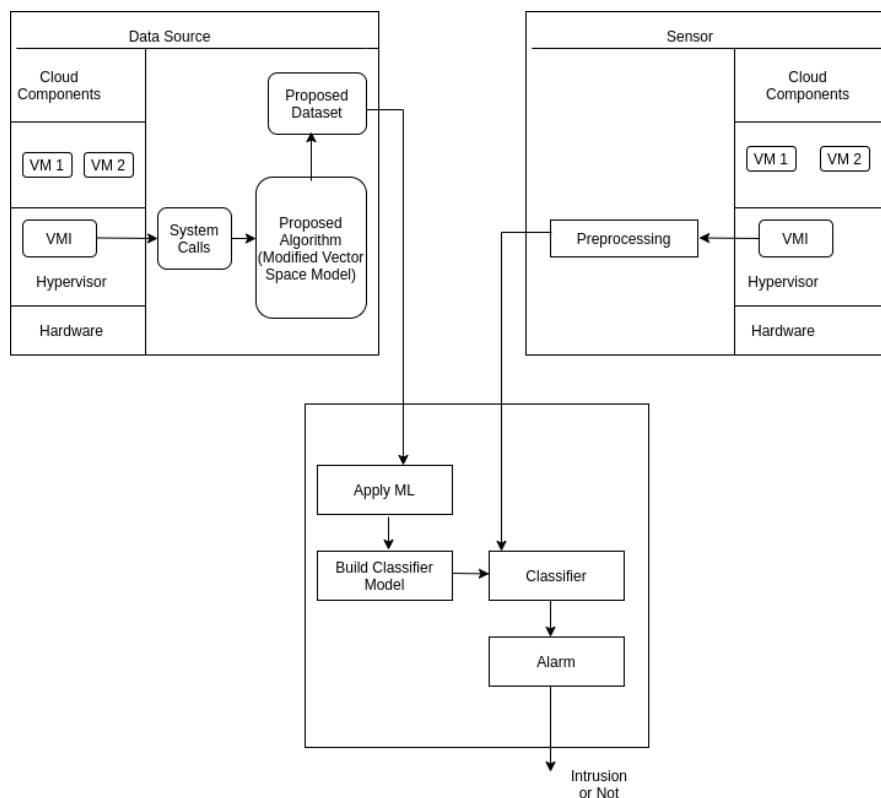 Data Source
Cloud
Components
VM 1
VM 2
VMI
Hypervisor
Hardware
System
Calls
Proposed
Algorithm
(Modified Vector
Space Model)
Proposed
Dataset
Sensor
Cloud
Components
VM 1
VM 2
VMI
Hypervisor
Hardware
Preprocessing
Apply ML
Build Classifier
Model
Classifier
Alarm
Intrusion
or Not